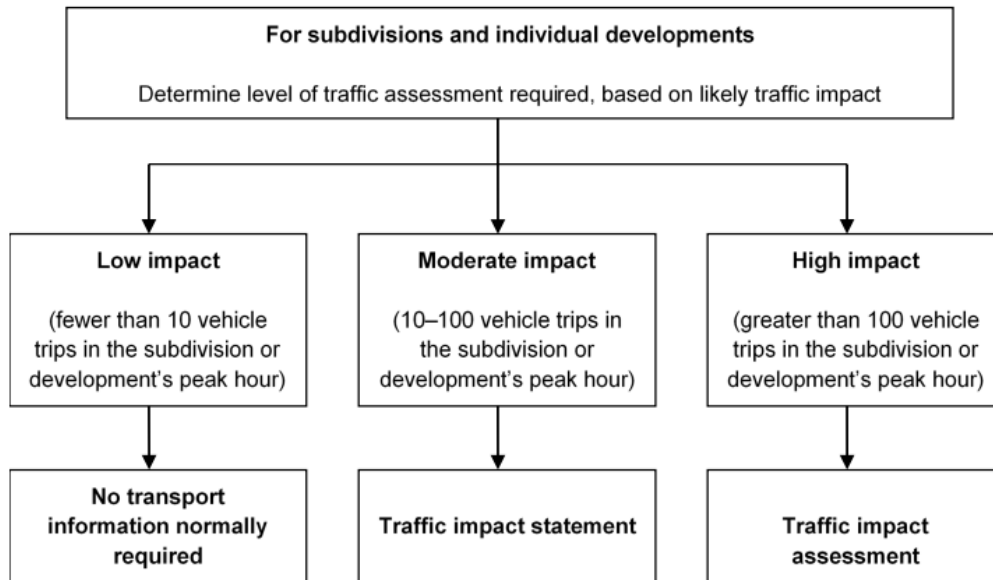 For subdivisions and individual developments
Determine level of traffic assessment required, based on likely traffic impact
Low impact
(fewer than 10 vehicle
trips in the subdivision or
development's peak hour)
Moderate impact
(10–100 vehicle trips in
the subdivision or
development's peak hour)
High impact
(greater than 100 vehicle
trips in the subdivision or
development's peak hour)
No transport
information normally
required
Traffic impact statement
Traffic impact
assessment